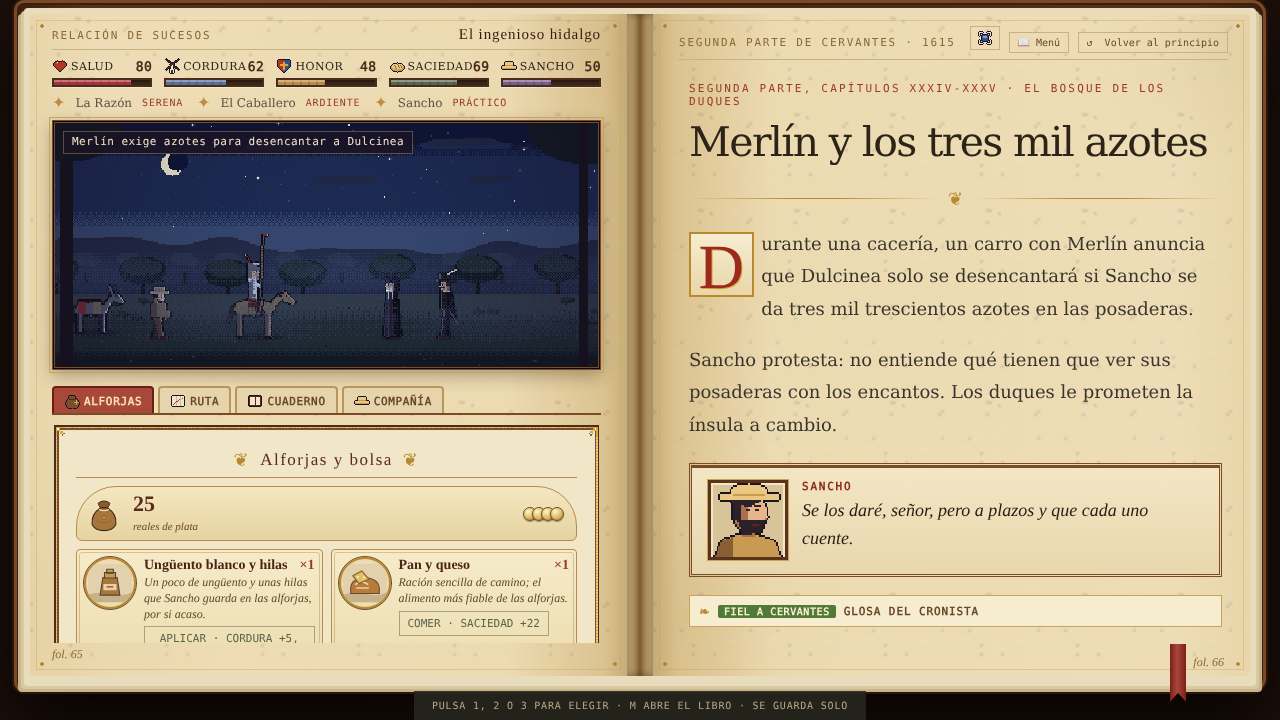 RELACIÓN DE SUCESOS
El ingenioso hidalgo
SALUD 80
CORDURA 62
HONOR 48
SACIEDAD 69
SANCHO 50
La Razón SERENA
El Caballero ARDIENTE
Sancho PRÁCTICO
Merlín exige azotes para desencantar a Dulcinea
ALFORJAS
RUTA
CUADERNO
COMPAÑÍA
Alforjas y bolsa
25
reales de plata
Ungüento blanco y hilas ×1
Un poco de ungüento y unas hilas
que Sancho guarda en las alforjas,
por si acaso.
APLICAR · CORDURA +5,
Pan y queso ×1
Ración sencilla de camino; el
alimento más fiable de las alforjas.
COMER · SACIEDAD +22
fol. 65
SEGUNDA PARTE DE CERVANTES · 1615
Menú
↺ Volver al principio
SEGUNDA PARTE, CAPÍTULOS XXXIV-XXXV · EL BOSQUE DE LOS
DUQUES
Merlín y los tres mil azotes
Durante una cacería, un carro con Merlín anuncia
que Dulcinea solo se desencantará si Sancho se
da tres mil trescientos azotes en las posaderas.
Sancho protesta: no entiende qué tienen que ver sus
posaderas con los encantos. Los duques le prometen la
ínsula a cambio.
SANCHO
Se los daré, señor, pero a plazos y que cada uno
cuente.
FIEL A CERVANTES GLOSA DEL CRONISTA
fol. 66
PULSA 1, 2 O 3 PARA ELEGIR · M ABRE EL LIBRO · SE GUARDA SOLO